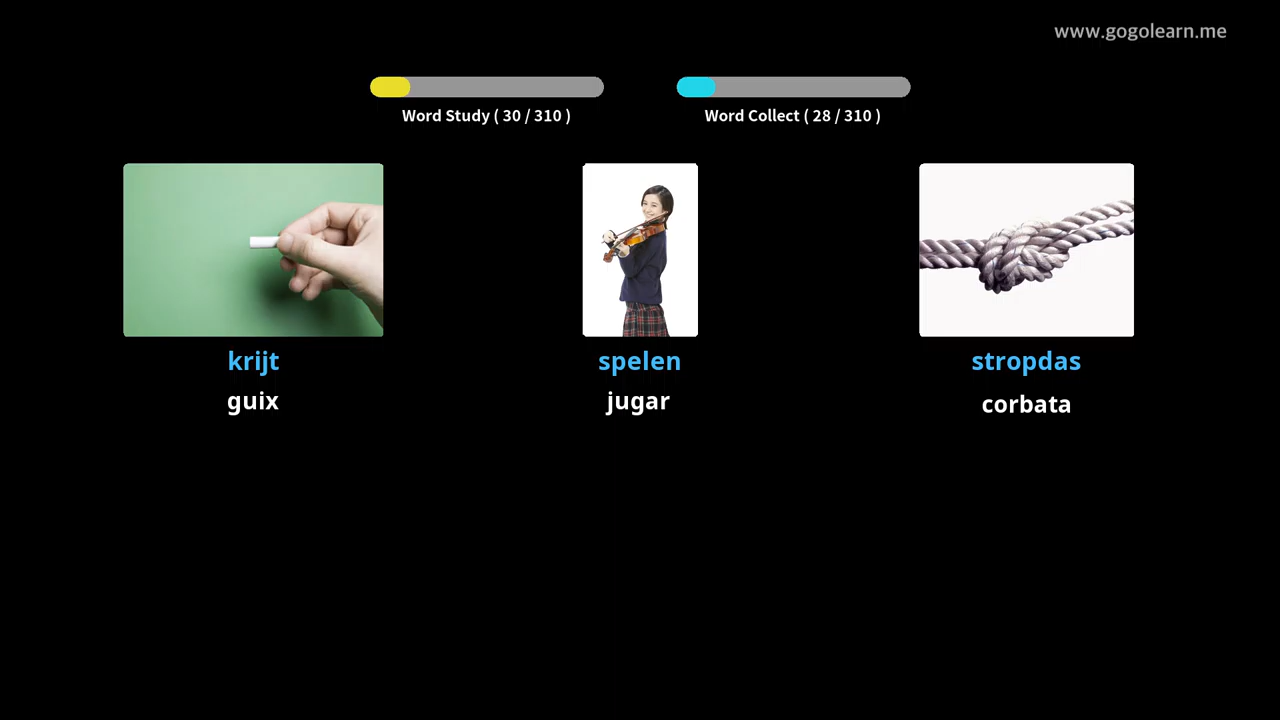 www.gogolearn.me
Word Study ( 30 / 310 )
Word Collect ( 28 / 310 )
krijt
guix
spelen
jugar
stropdas
corbata